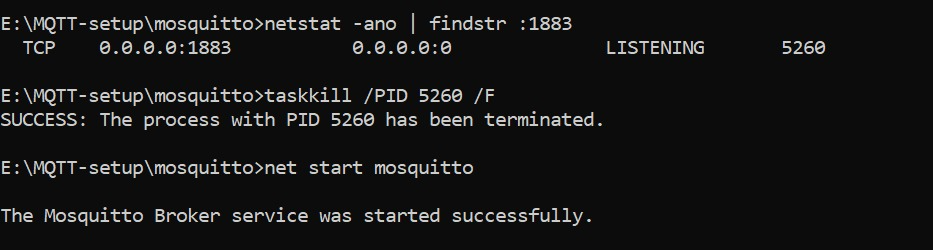 E:\MQTT-setup\mosquitto>netstat -ano | findstr :1883
  TCP    0.0.0.0:1883           0.0.0.0:0              LISTENING       5260
E:\MQTT-setup\mosquitto>taskkill /PID 5260 /F
SUCCESS: The process with PID 5260 has been terminated.
E:\MQTT-setup\mosquitto>net start mosquitto
The Mosquitto Broker service was started successfully.